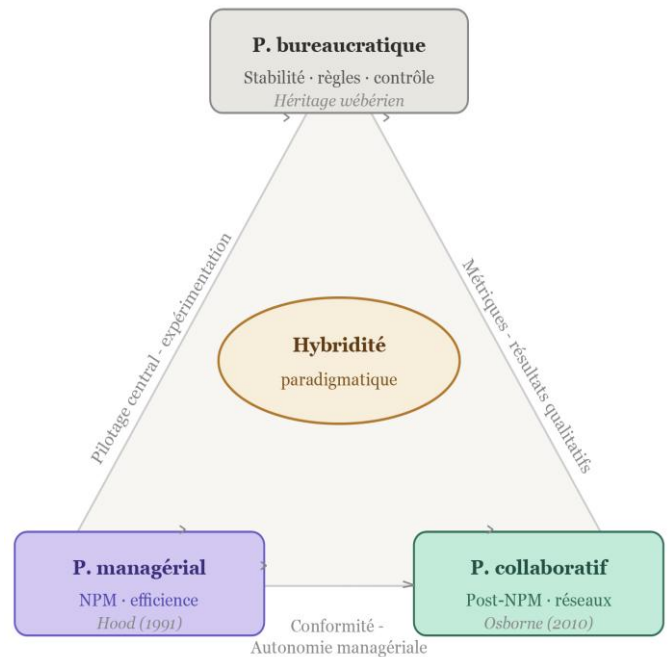 P. bureaucratique
Stabilité · règles · contrôle
Héritage wébérien
Pilotage central - expérimentation
Métriques - résultats qualitatifs
Hybridité
paradigmatique
P. managérial
NPM · efficience
Hood (1991)
P. collaboratif
Post-NPM · réseaux
Osborne (2010)
Conformité -
Autonomie managériale